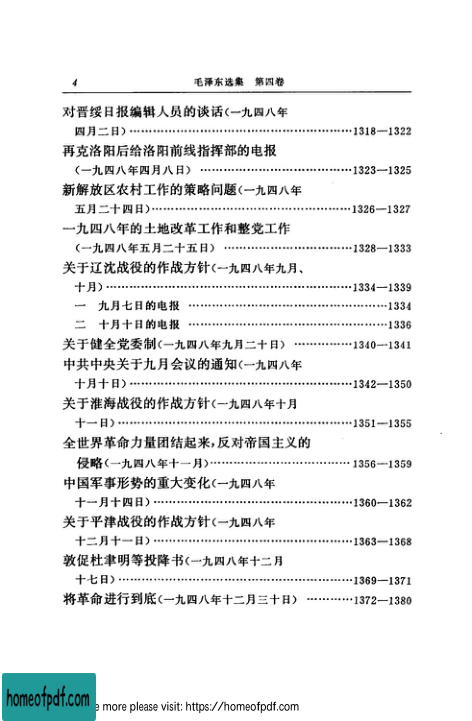 4 毛泽东选集 第四卷
对晋绥日报编辑人员的谈话(一九四八年
四月二日)……………………………………1318—1322
再克洛阳后给洛阳前线指挥部的电报
(一九四八年四月八日) ……………………1323—1325
新解放区农村工作的策略问题(一九四八年
五月二十四日)………………………………1326—1327
一九四八年的土地改革工作和整党工作
(一九四八年五月二十五日) ………………1328—1333
关于辽沈战役的作战方针(一九四八年九月、
十月)…………………………………………1334—1339
一 九月七日的电报 ……………………………1334
二 十月十日的电报 ……………………………1336
关于健全党委制(一九四八年九月二十日) ………1340—1341
中共中央关于九月会议的通知(一九四八年
十月十日)……………………………………1342—1350
关于淮海战役的作战方针(一九四八年十月
十一日)………………………………………1351—1355
全世界革命力量团结起来,反对帝国主义的
侵略(一九四八年十一月)…………………… 1356—1359
中国军事形势的重大变化(一九四八年
十一月十四日)………………………………1360—1362
关于平津战役的作战方针(一九四八年
十二月十一日)………………………………1363—1368
敦促杜聿明等投降书(一九四八年十二月
十七日)………………………………………1369—1371
将革命进行到底(一九四八年十二月三十日) …………1372—1380
homeofpdf.com
e more please visit: https://homeofpdf.com